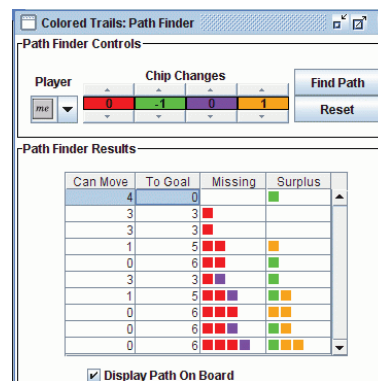 Colored Trails: Path Finder
Path Finder Controls
Player Chip Changes Find Path
me 0 -1 0 1 Reset
Path Finder Results
Can Move To Goal Missing Surplus
4 0
3 3
3 3
1 5
0 6
3 3
1 5
0 6
0 6
0 6
Display Path On Board